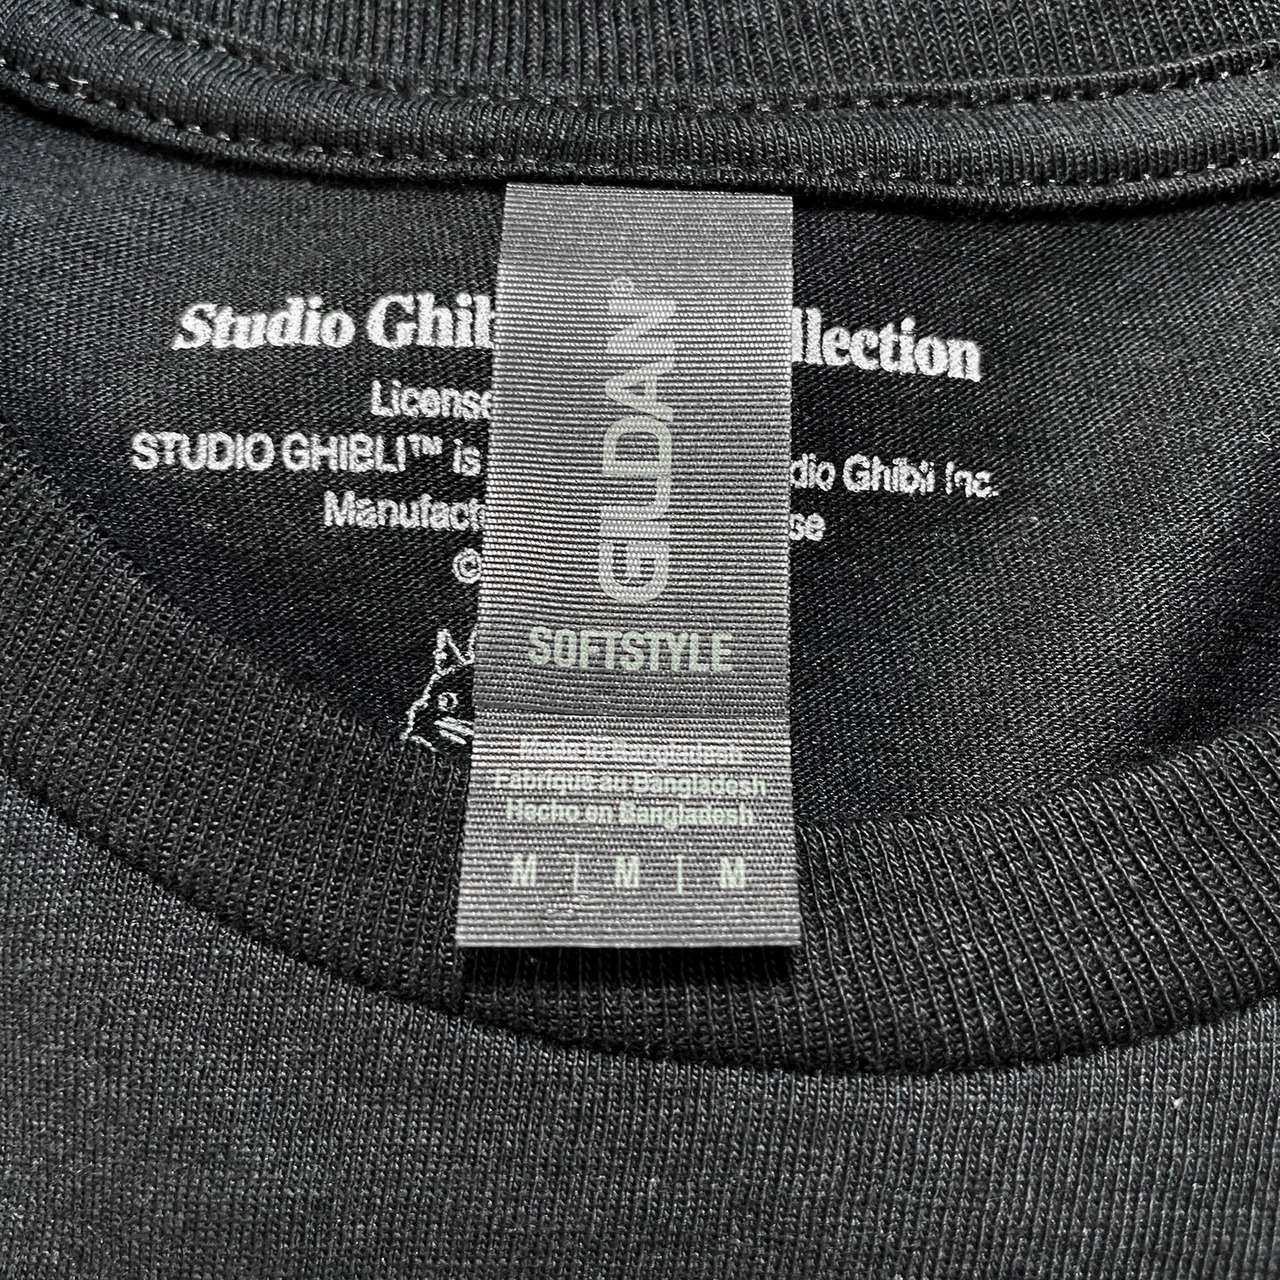 Studio Ghib llection
License
STUDIO GHIBLI™ is dio Ghibli Inc.
Manufact se
©
GILDAN®
SOFTSTYLE
Made in Bangladesh
Fabriqué au Bangladesh
Hecho en Bangladesh
M | M | M